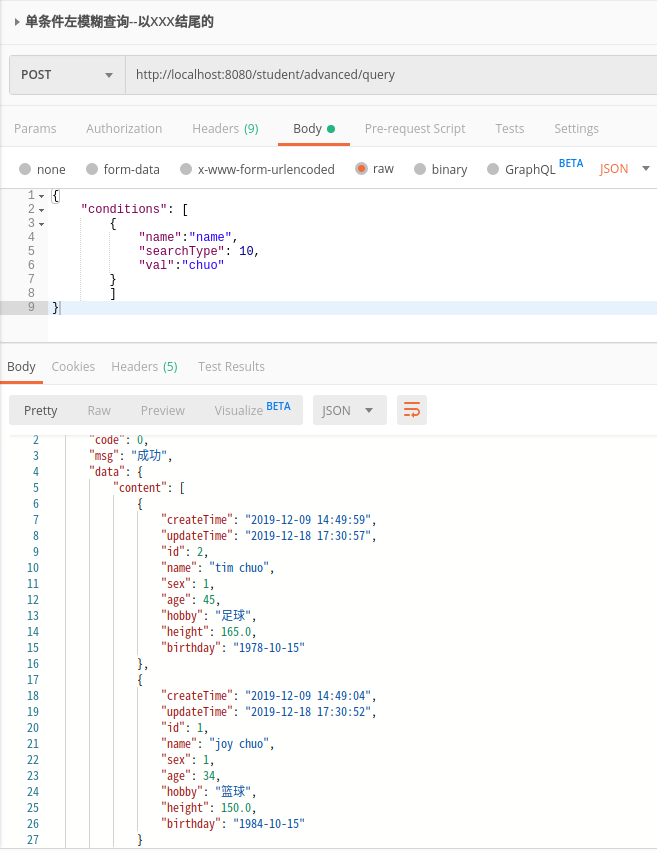 单条件左模糊查询--以XXX结尾的
POST http://localhost:8080/student/advanced/query
Params Authorization Headers (9) Body Pre-request Script Tests Settings
none form-data x-www-form-urlencoded raw binary GraphQL BETA JSON
1 {
2 "conditions": [
3 {
4 "name":"name",
5 "searchType": 10,
6 "val":"chuo"
7 }
8 ]
9 }
Body Cookies Headers (5) Test Results
Pretty Raw Preview Visualize BETA JSON
2 "code": 0,
3 "msg": "成功",
4 "data": {
5 "content": [
6 {
7 "createTime": "2019-12-09 14:49:59",
8 "updateTime": "2019-12-18 17:30:57",
9 "id": 2,
10 "name": "tim chuo",
11 "sex": 1,
12 "age": 45,
13 "hobby": "足球",
14 "height": 165.0,
15 "birthday": "1978-10-15"
16 },
17 {
18 "createTime": "2019-12-09 14:49:04",
19 "updateTime": "2019-12-18 17:30:52",
20 "id": 1,
21 "name": "joy chuo",
22 "sex": 1,
23 "age": 34,
24 "hobby": "篮球",
25 "height": 150.0,
26 "birthday": "1984-10-15"
27 }